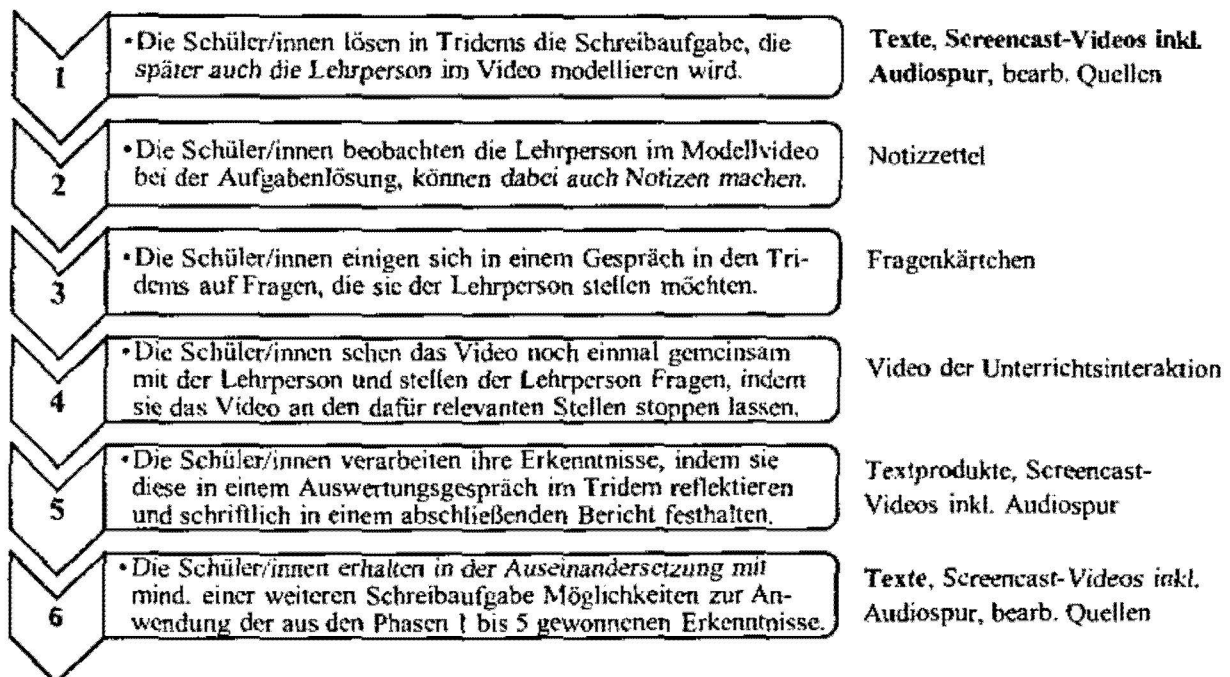 1
•Die Schüler/innen lösen in Tridems die Schreibaufgabe, die
später auch die Lehrperson im Video modellieren wird.
Texte, Screencast-Videos inkl.
Audiospur, bearb. Quellen
2
•Die Schüler/innen beobachten die Lehrperson im Modellvideo
bei der Aufgabenlösung, können dabei auch Notizen machen.
Notizzettel
3
•Die Schüler/innen einigen sich in einem Gespräch in den Tri-
dems auf Fragen, die sie der Lehrperson stellen möchten.
Fragenkärtchen
4
•Die Schüler/innen sehen das Video noch einmal gemeinsam
mit der Lehrperson und stellen der Lehrperson Fragen, indem
sie das Video an den dafür relevanten Stellen stoppen lassen.
Video der Unterrichtsinteraktion
5
•Die Schüler/innen verarbeiten ihre Erkenntnisse, indem sie
diese in einem Auswertungsgespräch im Tridem reflektieren
und schriftlich in einem abschließenden Bericht festhalten.
Textprodukte, Screencast-
Videos inkl. Audiospur
6
•Die Schüler/innen erhalten in der Auseinandersetzung mit
mind. einer weiteren Schreibaufgabe Möglichkeiten zur An-
wendung der aus den Phasen 1 bis 5 gewonnenen Erkenntnisse.
Texte, Screencast-Videos inkl.
Audiospur, bearb. Quellen